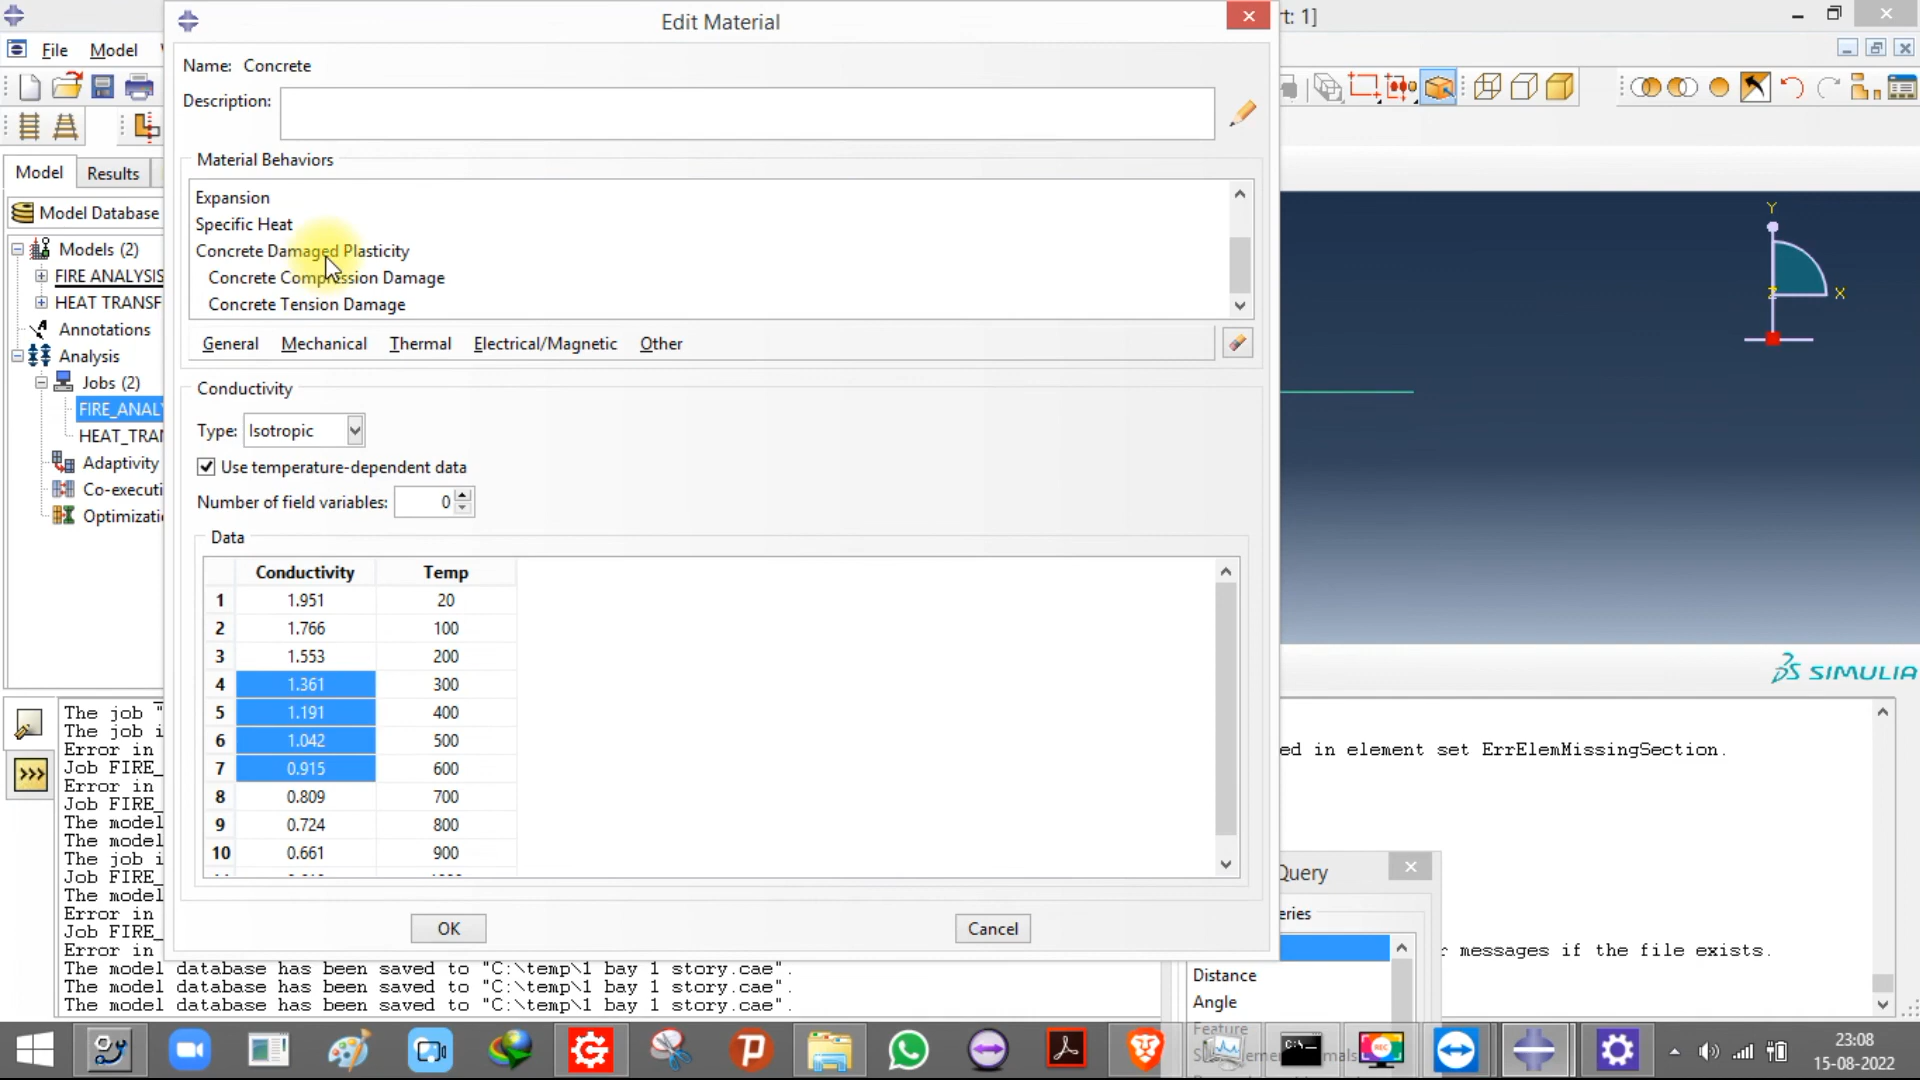 Edit Material
rt: 1]
File Model
Name: Concrete
Description:
Material Behaviors
Expansion
Specific Heat
Concrete Damaged Plasticity
Concrete Compression Damage
Concrete Tension Damage
General Mechanical Thermal Electrical/Magnetic Other
Conductivity
Type: Isotropic
Use temperature-dependent data
Number of field variables: 0
Data
Conductivity Temp
1 1.951 20
2 1.766 100
3 1.553 200
4 1.361 300
5 1.191 400
6 1.042 500
7 0.915 600
8 0.809 700
9 0.724 800
10 0.661 900
OK Cancel
Model Results
Model Database
Models (2)
FIRE ANALYSIS
HEAT TRANSF
Annotations
Analysis
Jobs (2)
FIRE_ANAL
HEAT_TRAN
Adaptivity
Co-executi
Optimizati
Y
Z X
SIMULIA
The job "
The job i
Error in ed in element set ErrElemMissingSection.
Job FIRE_
Error in
Job FIRE_
The model
The model
The job i
Job FIRE_
The model
Error in
Job FIRE_
Error in r messages if the file exists.
The model database has been saved to "C:\temp\1 bay 1 story.cae".
The model database has been saved to "C:\temp\1 bay 1 story.cae".
The model database has been saved to "C:\temp\1 bay 1 story.cae".
Query
eries
Distance
Angle
Feature
REC
23:08
15-08-2022